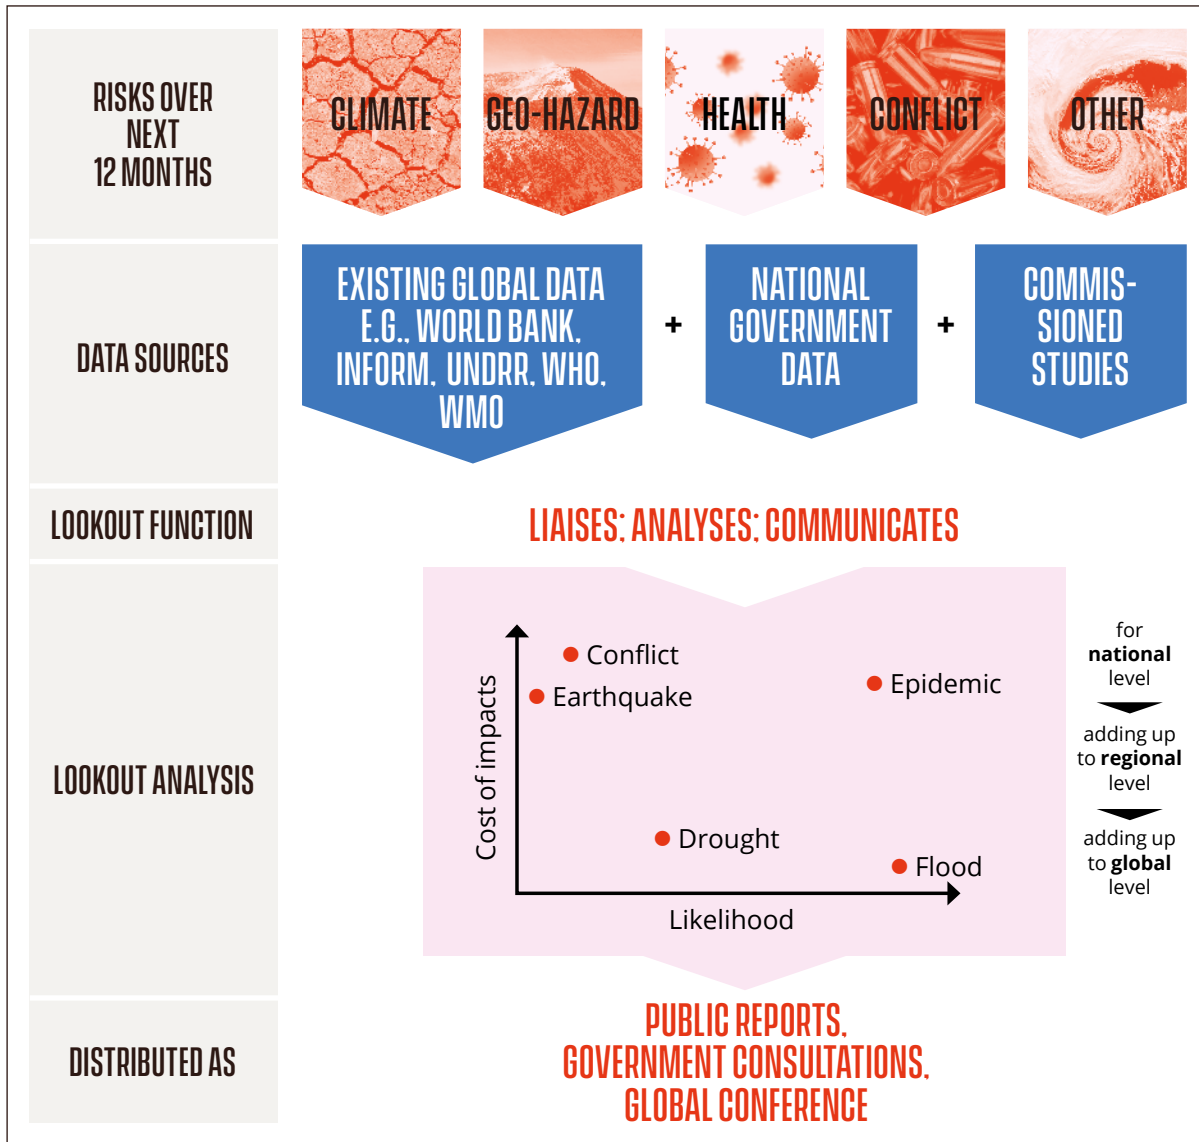 RISKS OVER
NEXT
12 MONTHS
CLIMATE
GEO-HAZARD
HEALTH
CONFLICT
OTHER
DATA SOURCES
EXISTING GLOBAL DATA
E.G., WORLD BANK,
INFORM, UNDRR, WHO,
WMO
+
NATIONAL
GOVERNMENT
DATA
+
COMMIS-
SIONED
STUDIES
LOOKOUT FUNCTION
LIAISES; ANALYSES; COMMUNICATES
LOOKOUT ANALYSIS
Cost of impacts
Conflict
Earthquake
Epidemic
Drought
Flood
Likelihood
for
national
level
adding up
to regional
level
adding up
to global
level
DISTRIBUTED AS
PUBLIC REPORTS,
GOVERNMENT CONSULTATIONS,
GLOBAL CONFERENCE